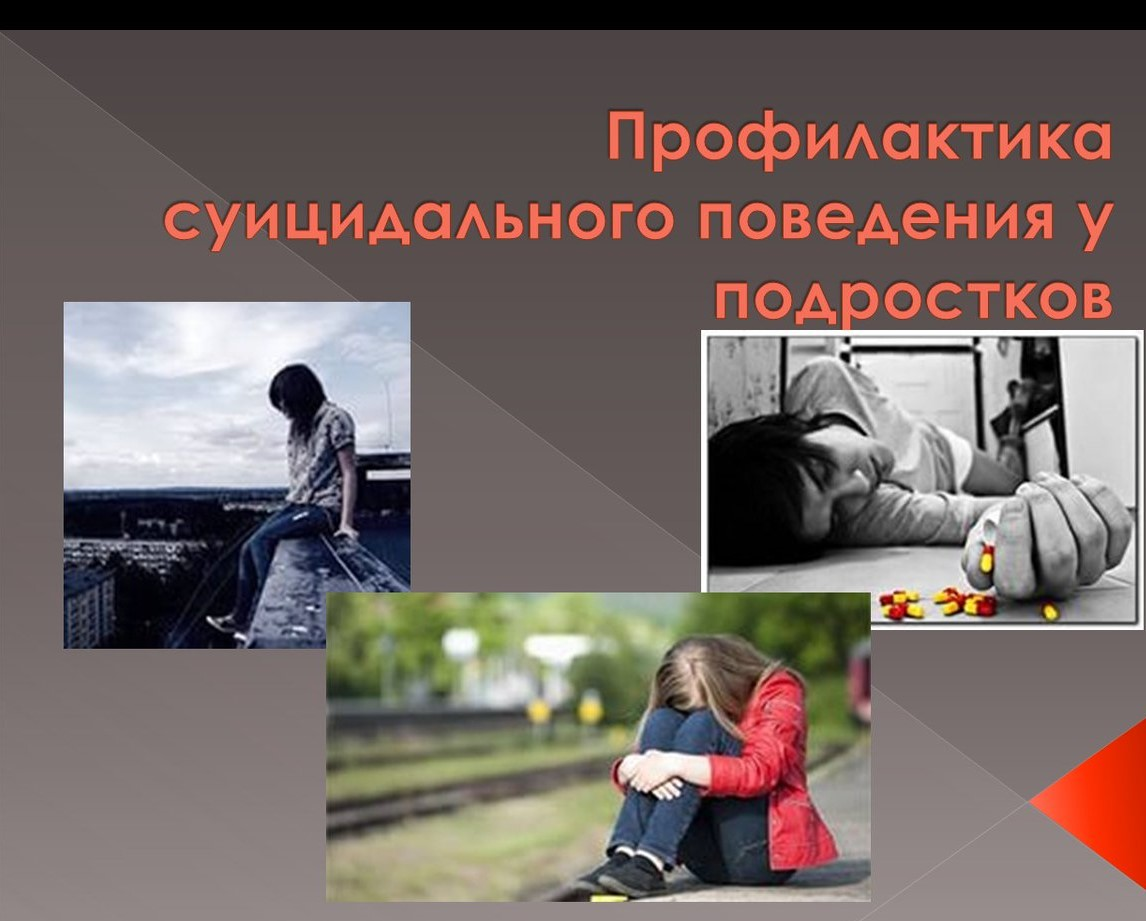 Профилактика
суицидального поведения у
подростков